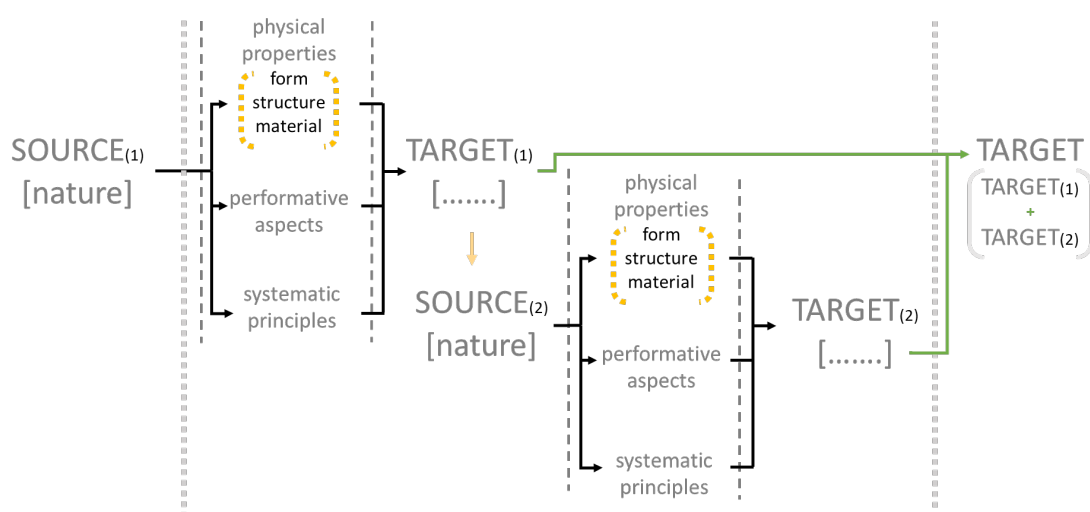 physical
properties
form
structure
material
SOURCE(1)
[nature]
performative
aspects
systematic
principles
TARGET(1)
[.......]
SOURCE(2)
[nature]
physical
properties
form
structure
material
performative
aspects
systematic
principles
TARGET(2)
[.......]
TARGET
TARGET(1)
+
TARGET(2)